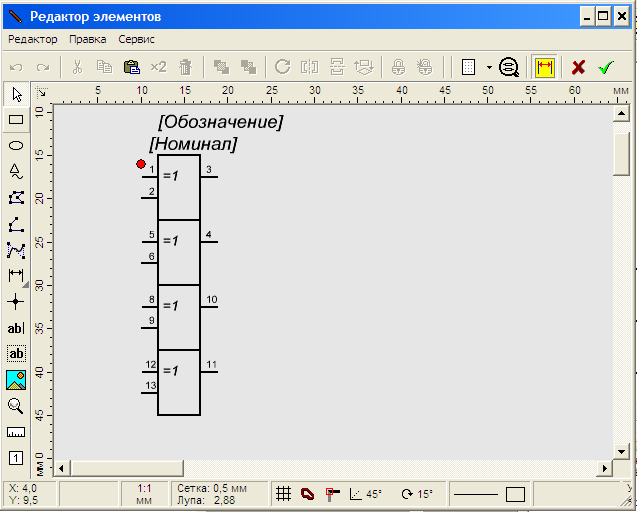 Редактор элементов
Редактор Правка Сервис
×2
5 10 15 20 25 30 35 40 45 50 55 60 мм
10
15
20
25
30
35
40
45
мм 0
[Обозначение]
[Номинал]
1 =1 3
2
5 =1 4
6
8 =1 10
9
12 =1 11
13
ab|
ab
1
X: 4,0
Y: 9,5
1:1
мм
Сетка: 0,5 мм
Лупа: 2,88
45°
15°